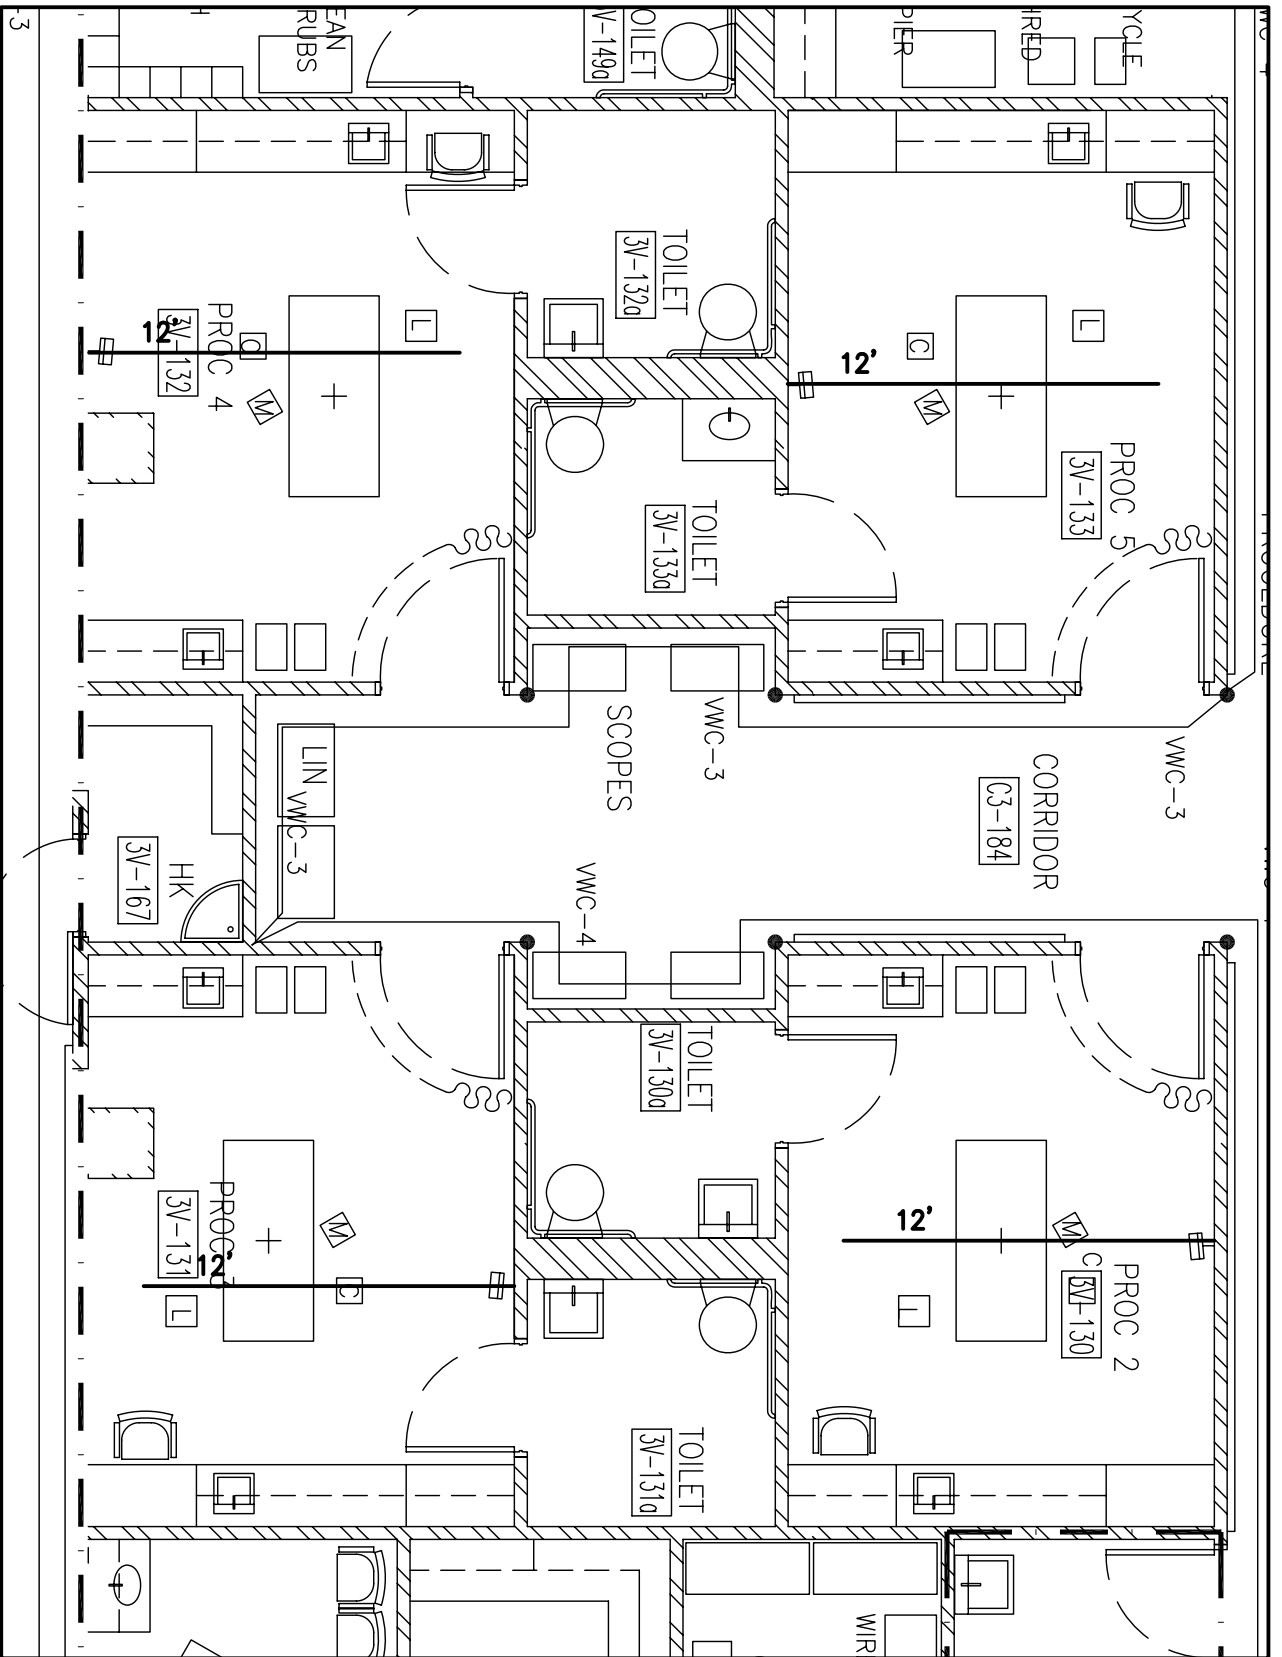 TOILET
3V-149a
TOILET
3V-132a
PROC 4
3V-132
12'
L
C
M
12'
L
C
M
PROC 5
3V-133
TOILET
3V-133a
VWC-3
SCOPES
LIN
VWC-3
VWC-3
CORRIDOR
C3-184
HK
3V-167
VWC-4
TOILET
3V-130a
PROC
3V-131
12'
M
C
L
12'
M
C
L
PROC 2
3V-130
TOILET
3V-131a